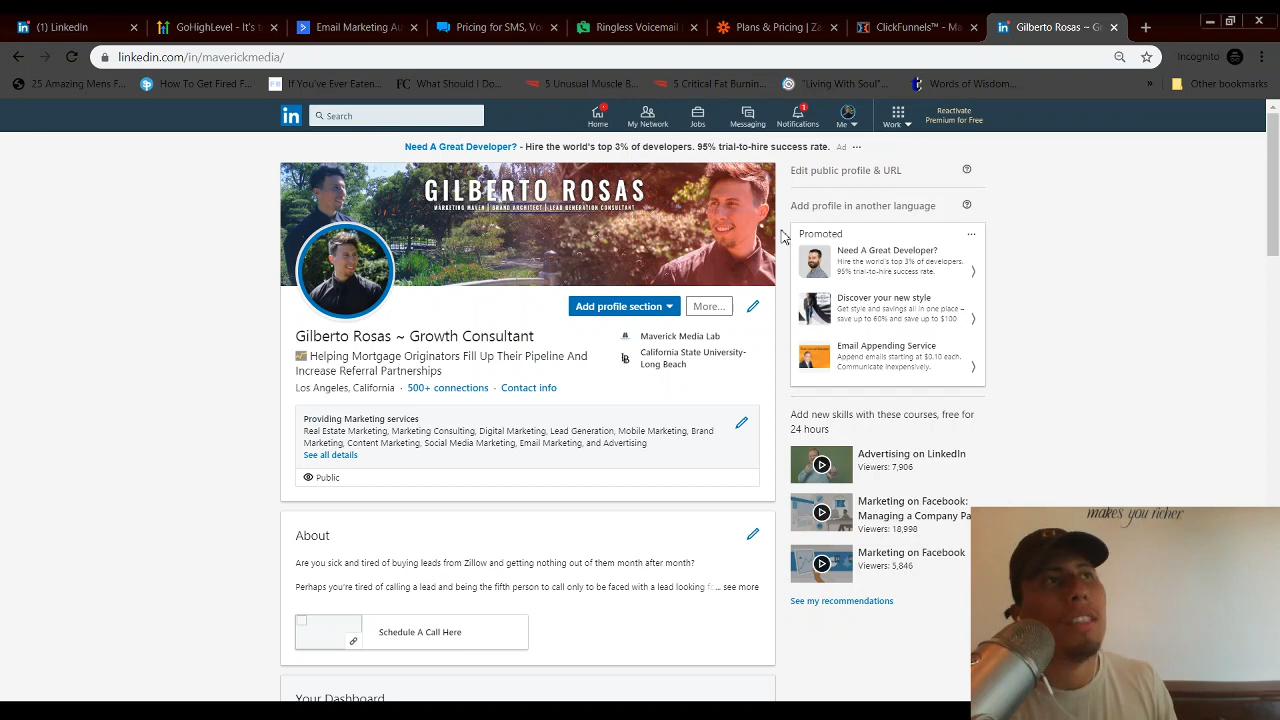 (1) LinkedIn
GoHighLevel - It's t
Email Marketing Au
Pricing for SMS, Vo
Ringless Voicemail
Plans & Pricing | Za
ClickFunnels™ - Ma
Gilberto Rosas ~ Gr
linkedin.com/in/maverickmedia/
Incognito
25 Amazing Mens F...
How To Get Fired F...
If You've Ever Eaten...
What Should I Do...
5 Unusual Muscle B...
5 Critical Fat Burnin...
"Living With Soul"...
Words of Wisdom...
Other bookmarks
Search
Home
My Network
Jobs
Messaging
1
Notifications
Me
Work
Reactivate
Premium for Free
Need A Great Developer? - Hire the world's top 3% of developers. 95% trial-to-hire success rate. Ad
GILBERTO ROSAS
MARKETING MAVEN | BRAND ARCHITECT | LEAD GENERATION CONSULTANT
Add profile section
More...
Gilberto Rosas ~ Growth Consultant
Helping Mortgage Originators Fill Up Their Pipeline And
Increase Referral Partnerships
Los Angeles, California · 500+ connections · Contact info
Maverick Media Lab
California State University-
Long Beach
Providing Marketing services
Real Estate Marketing, Marketing Consulting, Digital Marketing, Lead Generation, Mobile Marketing, Brand
Marketing, Content Marketing, Social Media Marketing, Email Marketing, and Advertising
See all details
Public
About
Are you sick and tired of buying leads from Zillow and getting nothing out of them month after month?
Perhaps you're tired of calling a lead and being the fifth person to call only to be faced with a lead looking fo... see more
Schedule A Call Here
Your Dashboard
Edit public profile & URL
Add profile in another language
Promoted
Need A Great Developer?
Hire the world's top 3% of developers.
95% trial-to-hire success rate.
Discover your new style
Get style and savings all in one place –
save up to 60% and save up to $100
Email Appending Service
Append emails starting at $0.10 each.
Communicate Inexpensively.
Add new skills with these courses, free for
24 hours
Advertising on LinkedIn
Viewers: 7,906
Marketing on Facebook:
Managing a Company Pa
Viewers: 18,998
Marketing on Facebook
Viewers: 5,846
See my recommendations
makes you richer.